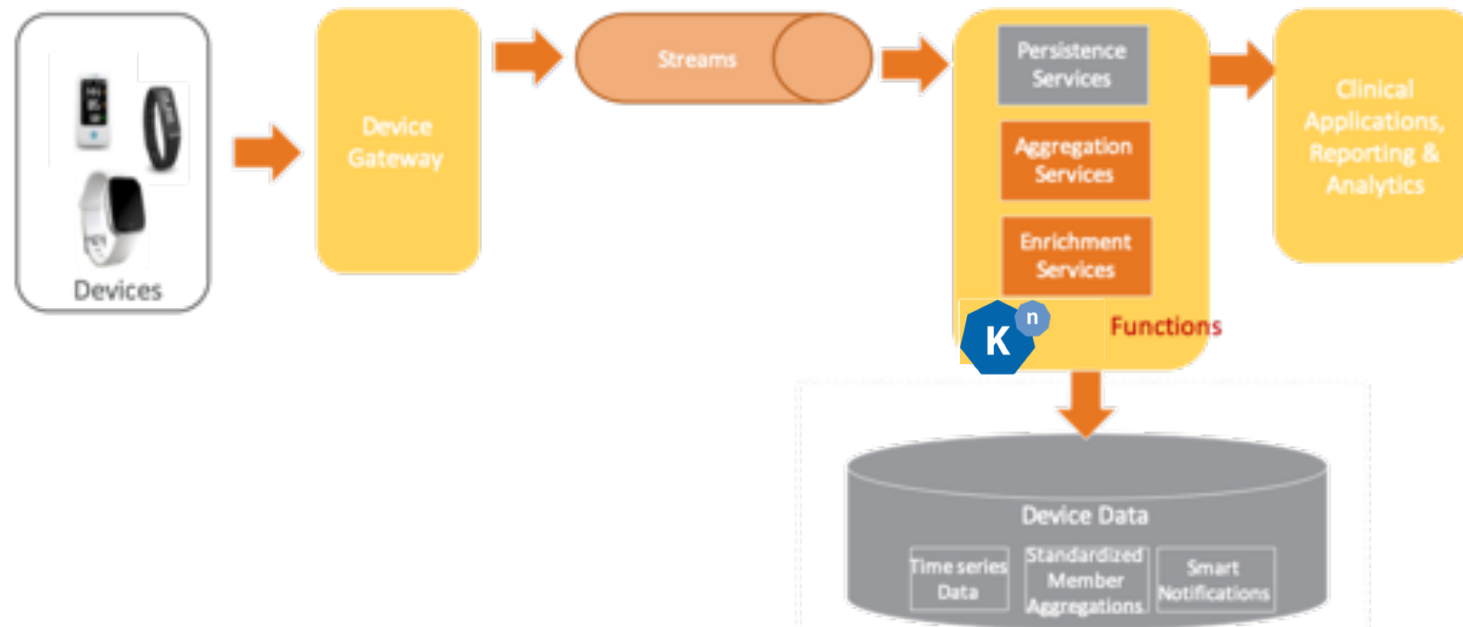 Devices
Device
Gateway
Streams
Persistence
Services
Aggregation
Services
Enrichment
Services
K
n
Functions
Clinical
Applications,
Reporting &
Analytics
Device Data
Time series
Data
Standardized
Member
Aggregations
Smart
Notifications